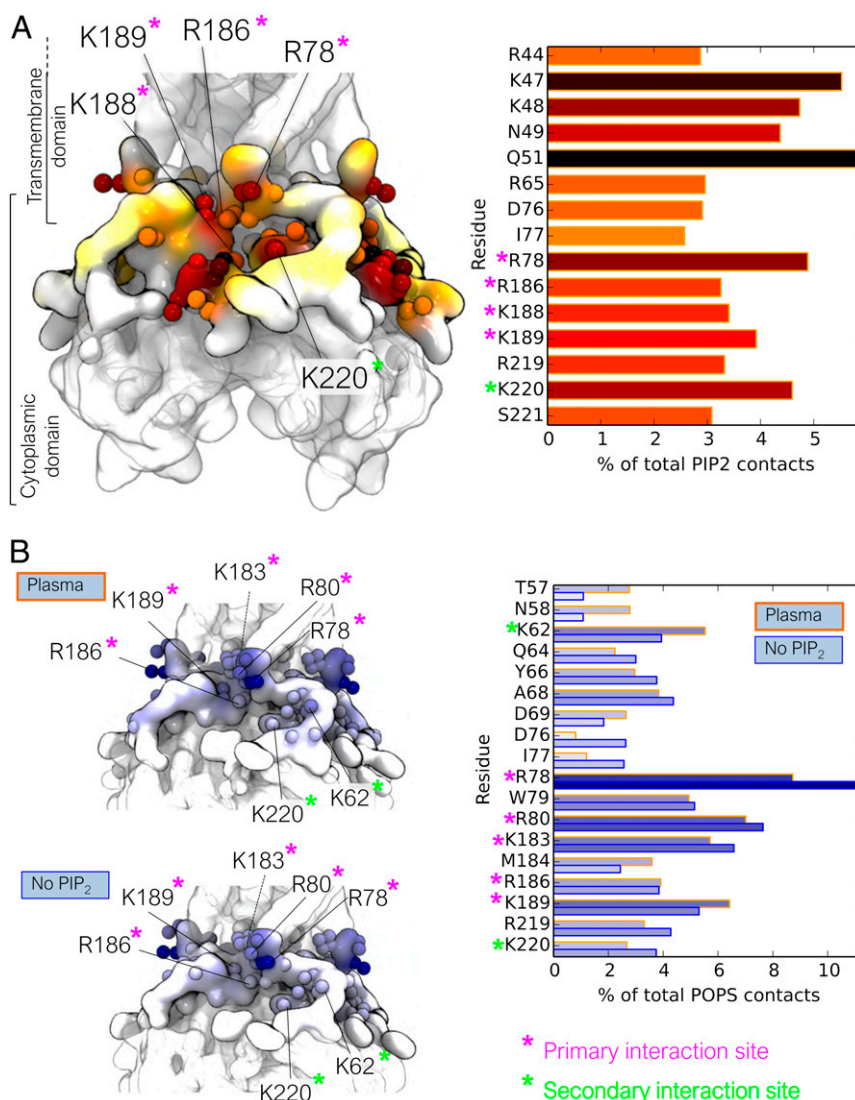 A
K189*
R186*
R78*
K188*
Transmembrane
domain
Cytoplasmic
domain
K220*
Residue
R44
K47
K48
N49
Q51
R65
D76
I77
*R78
*R186
*K188
*K189
R219
*K220
S221
0 1 2 3 4 5
% of total PIP2 contacts
B
Plasma
K183*
K189*
R80*
R78*
R186*
K220*
K62*
No PIP₂
K183*
K189*
R80*
R78*
R186*
K62*
K220*
Residue
T57
N58
*K62
Q64
Y66
A68
D69
D76
I77
*R78
W79
*R80
*K183
M184
*R186
*K189
R219
*K220
Plasma
No PIP₂
0 2 4 6 8 10
% of total POPS contacts
* Primary interaction site
* Secondary interaction site